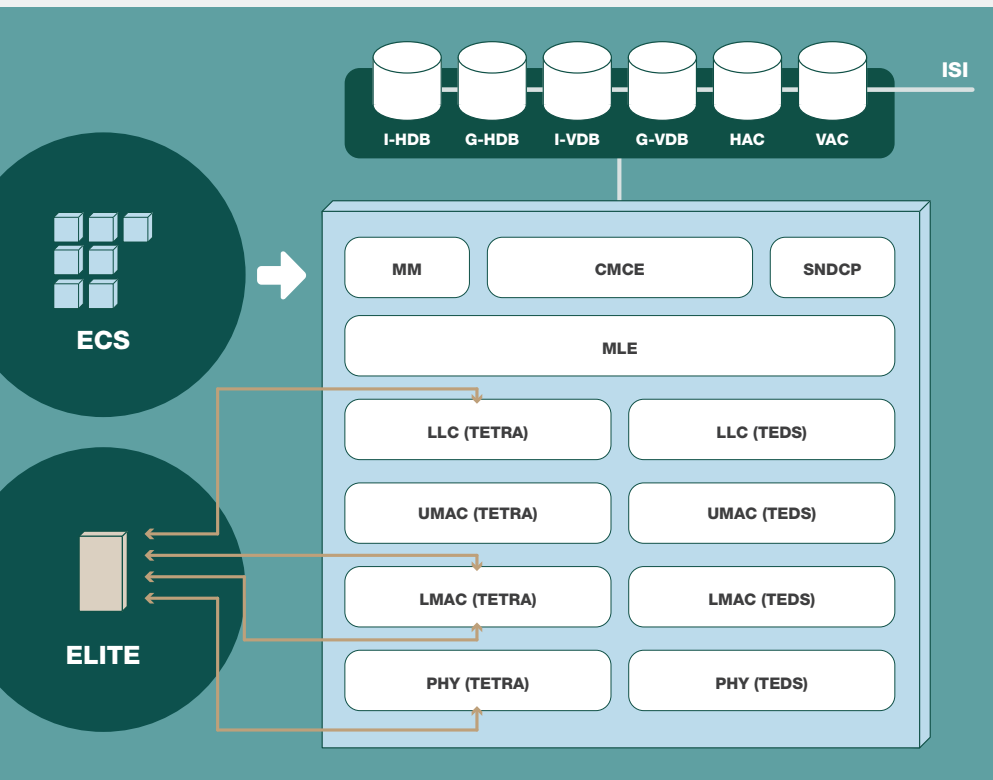 ISI
I-HDB G-HDB I-VDB G-VDB HAC VAC
MM CMCE SNDCP
ECS
MLE
LLC (TETRA) LLC (TEDS)
UMAC (TETRA) UMAC (TEDS)
LMAC (TETRA) LMAC (TEDS)
ELITE
PHY (TETRA) PHY (TEDS)